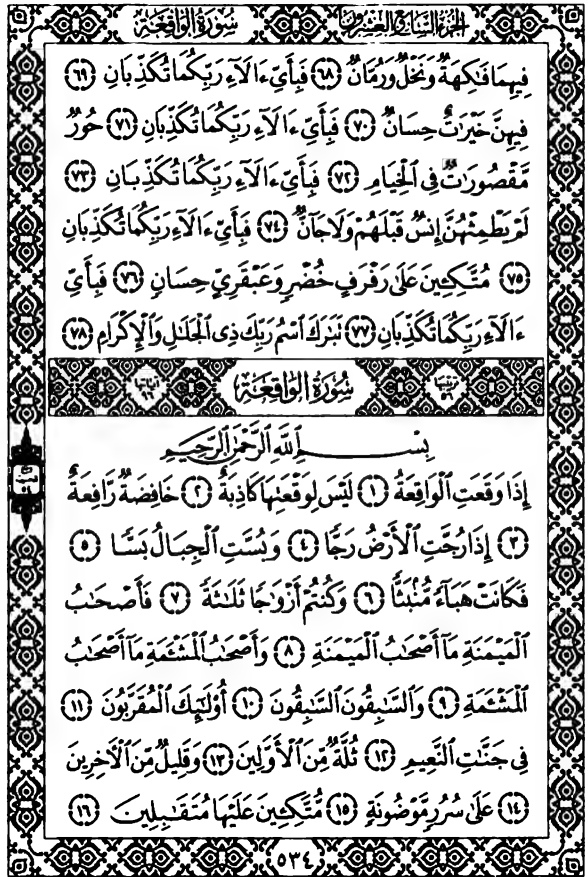 الجزء السابع والعشرون سورة الواقعة
فِيهِمَا فَٰكِهَةٌ وَنَخْلٌ وَرُمَّانٌ ٦٨ فَبِأَيِّ ءَالَآءِ رَبِّكُمَا تُكَذِّبَانِ ٦٩
فِيهِنَّ خَيْرَٰتٌ حِسَانٌ ٧٠ فَبِأَيِّ ءَالَآءِ رَبِّكُمَا تُكَذِّبَانِ ٧١ حُورٌ
مَّقْصُورَٰتٌ فِى ٱلْخِيَامِ ٧٢ فَبِأَيِّ ءَالَآءِ رَبِّكُمَا تُكَذِّبَانِ ٧٣
لَمْ يَطْمِثْهُنَّ إِنسٌ قَبْلَهُمْ وَلَا جَآنٌّ ٧٤ فَبِأَيِّ ءَالَآءِ رَبِّكُمَا تُكَذِّبَانِ
٧٥ مُتَّكِـِٔينَ عَلَىٰ رَفْرَفٍ خُضْرٍ وَعَبْقَرِىٍّ حِسَانٍ ٧٦ فَبِأَيِّ
ءَالَآءِ رَبِّكُمَا تُكَذِّبَانِ ٧٧ تَبَٰرَكَ ٱسْمُ رَبِّكَ ذِى ٱلْجَلَٰلِ وَٱلْإِكْرَامِ ٧٨
ترتيبها ٥٦ سُورَةُ الوَاقِعَةِ آياتها ٩٦
بِسْمِ ٱللَّهِ ٱلرَّحْمَٰنِ ٱلرَّحِيمِ
إِذَا وَقَعَتِ ٱلْوَاقِعَةُ ١ لَيْسَ لِوَقْعَتِهَا كَاذِبَةٌ ٢ خَافِضَةٌ رَّافِعَةٌ
٣ إِذَا رُجَّتِ ٱلْأَرْضُ رَجًّا ٤ وَبُسَّتِ ٱلْجِبَالُ بَسًّا ٥
فَكَانَتْ هَبَآءً مُّنۢبَثًّا ٦ وَكُنتُمْ أَزْوَٰجًا ثَلَٰثَةً ٧ فَأَصْحَٰبُ
ٱلْمَيْمَنَةِ مَآ أَصْحَٰبُ ٱلْمَيْمَنَةِ ٨ وَأَصْحَٰبُ ٱلْمَشْـَٔمَةِ مَآ أَصْحَٰبُ
ٱلْمَشْـَٔمَةِ ٩ وَٱلسَّٰبِقُونَ ٱلسَّٰبِقُونَ ١٠ أُو۟لَٰٓئِكَ ٱلْمُقَرَّبُونَ ١١
فِى جَنَّٰتِ ٱلنَّعِيمِ ١٢ ثُلَّةٌ مِّنَ ٱلْأَوَّلِينَ ١٣ وَقَلِيلٌ مِّنَ ٱلْـَٔاخِرِينَ
١٤ عَلَىٰ سُرُرٍ مَّوْضُونَةٍ ١٥ مُّتَّكِـِٔينَ عَلَيْهَا مُتَقَٰبِلِينَ ١٦
٥٣٤